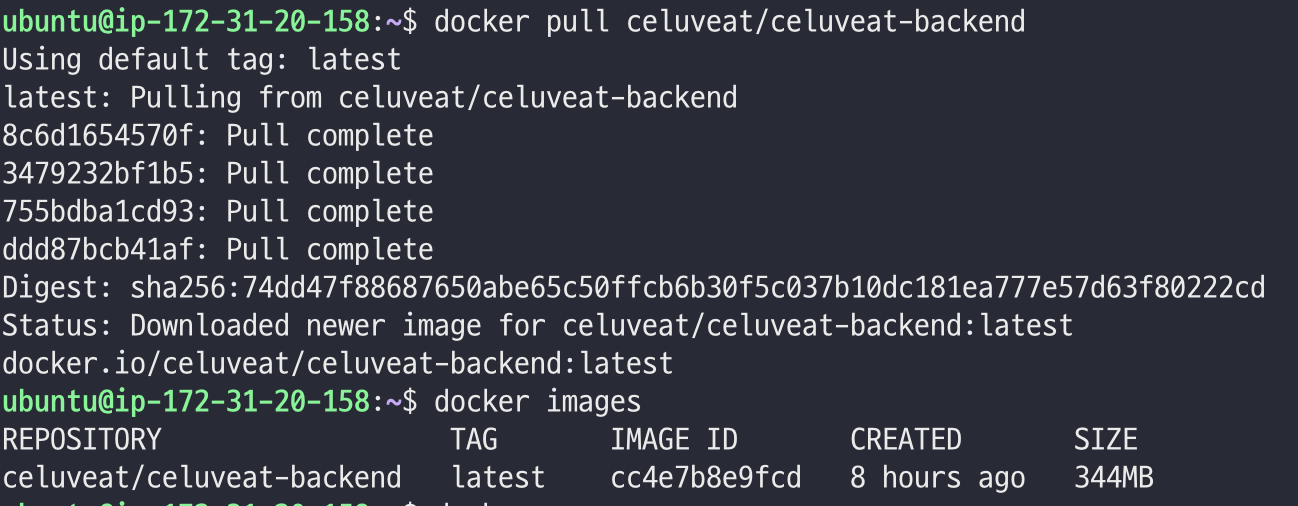 ubuntu@ip-172-31-20-158:~$ docker pull celuveat/celuveat-backend
Using default tag: latest
latest: Pulling from celuveat/celuveat-backend
8c6d1654570f: Pull complete
3479232bf1b5: Pull complete
755bdba1cd93: Pull complete
ddd87bcb41af: Pull complete
Digest: sha256:74dd47f88687650abe65c50ffcb6b30f5c037b10dc181ea777e57d63f80222cd
Status: Downloaded newer image for celuveat/celuveat-backend:latest
docker.io/celuveat/celuveat-backend:latest
ubuntu@ip-172-31-20-158:~$ docker images
REPOSITORY TAG IMAGE ID CREATED SIZE
celuveat/celuveat-backend latest cc4e7b8e9fcd 8 hours ago 344MB